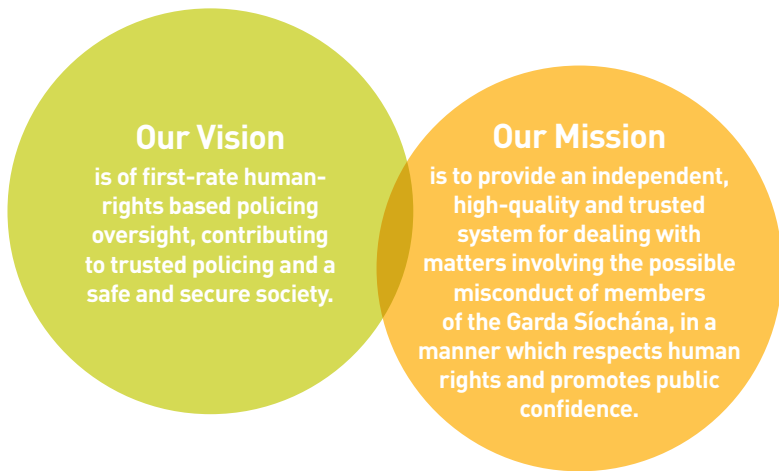 Our Vision
is of first-rate human-
rights based policing
oversight, contributing
to trusted policing and a
safe and secure society.
Our Mission
is to provide an independent,
high-quality and trusted
system for dealing with
matters involving the possible
misconduct of members
of the Garda Síochána, in a
manner which respects human
rights and promotes public
confidence.